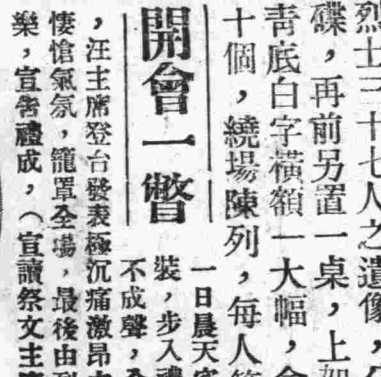 烈士三十七人之遺像，
碟，再前另置一桌，上
青底白字橫額一大幅，
十個，繞場陳列，每人
開會一瞥
一日晨天
裝，步入禮
不成聲，
，汪主席登台發表極沉痛激昂
悽愴氣氛，籠罩全場，最後由
樂，宣告禮成，（宣讀祭文主